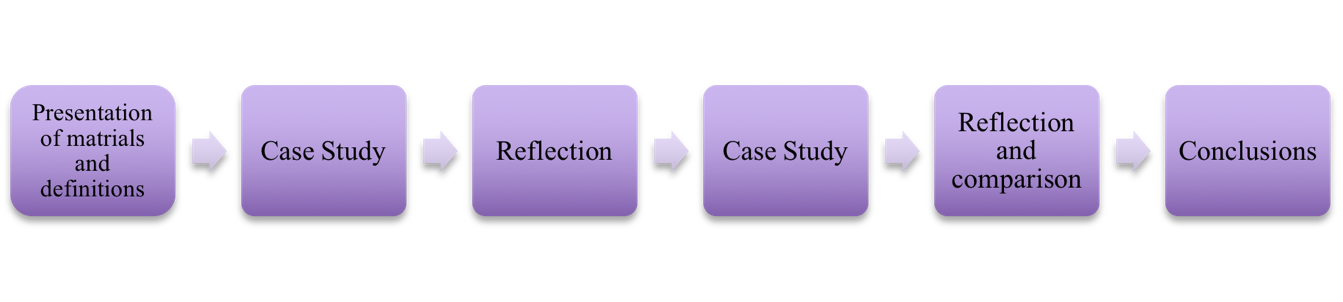 Presentation
of matrials
and
definitions
Case Study
Reflection
Case Study
Reflection
and
comparison
Conclusions